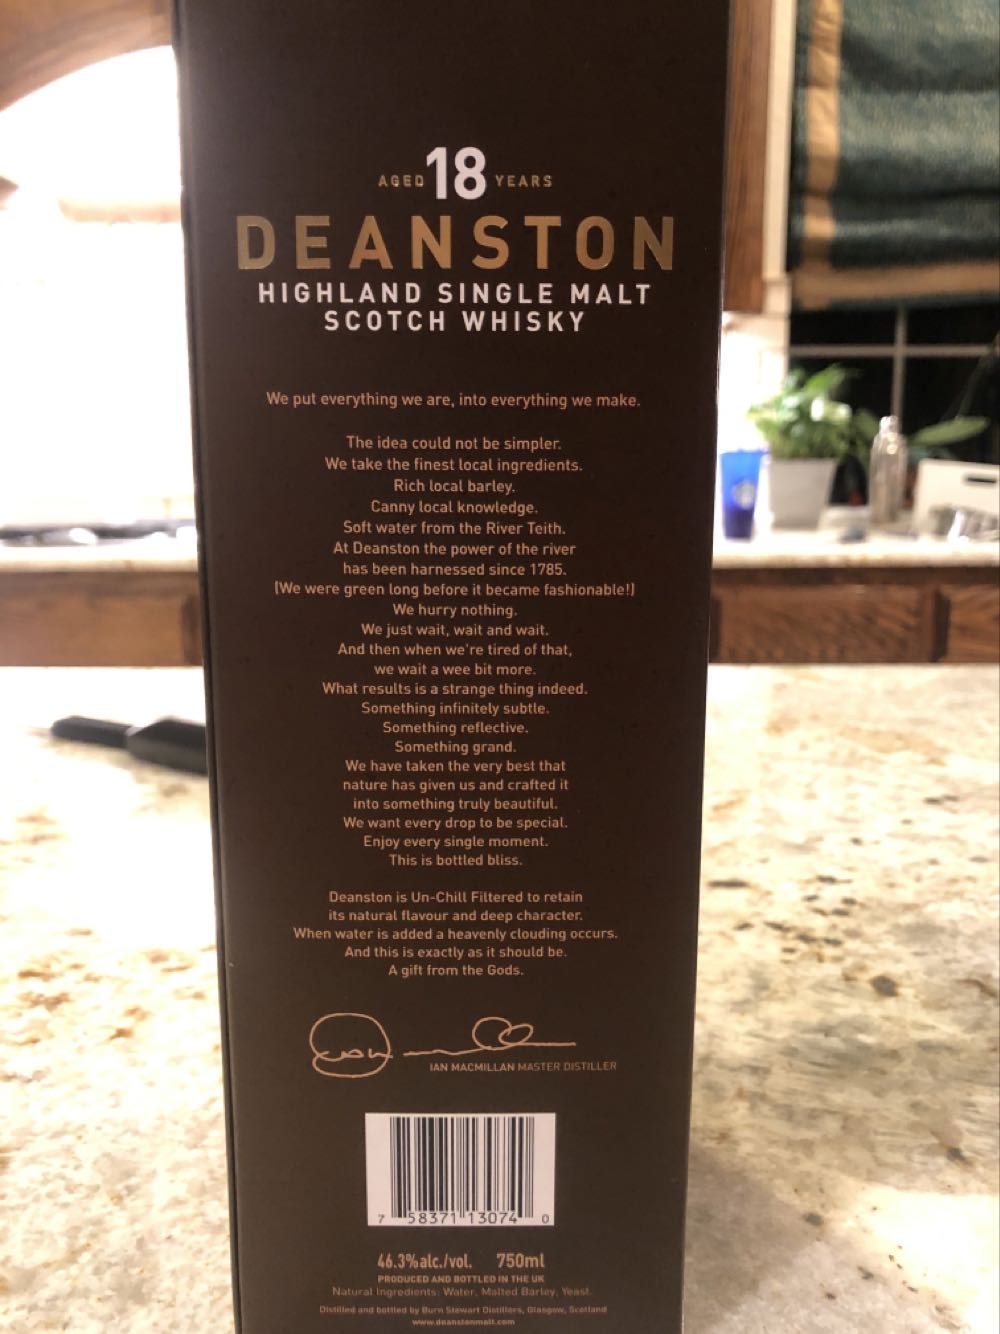 AGED 18 YEARS
DEANSTON
HIGHLAND SINGLE MALT
SCOTCH WHISKY
We put everything we are, into everything we make.
The idea could not be simpler.
We take the finest local ingredients.
Rich local barley.
Canny local knowledge.
Soft water from the River Teith.
At Deanston the power of the river
has been harnessed since 1785.
(We were green long before it became fashionable!)
We hurry nothing.
We just wait, wait and wait.
And then when we're tired of that,
we wait a wee bit more.
What results is a strange thing indeed.
Something infinitely subtle.
Something reflective.
Something grand.
We have taken the very best that
nature has given us and crafted it
into something truly beautiful.
We want every drop to be special.
Enjoy every single moment.
This is bottled bliss.
Deanston is Un-Chill Filtered to retain
its natural flavour and deep character.
When water is added a heavenly clouding occurs.
And this is exactly as it should be.
A gift from the Gods.
IAN MACMILLAN MASTER DISTILLER
7 58371 13074 0
46.3%alc./vol. 750ml
PRODUCED AND BOTTLED IN THE UK
Natural Ingredients: Water, Malted Barley, Yeast.
Distilled and bottled by Burn Stewart Distillers, Glasgow, Scotland
www.deanstonmalt.com